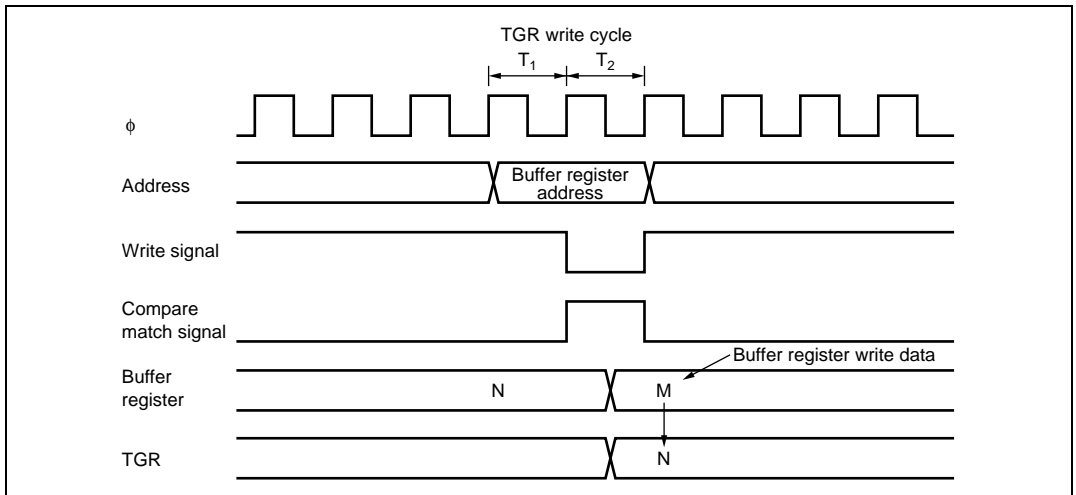 TGR write cycle
T1 T2
ϕ
Address
Buffer register
address
Write signal
Compare
match signal
Buffer register write data
Buffer
register
N M
TGR
N